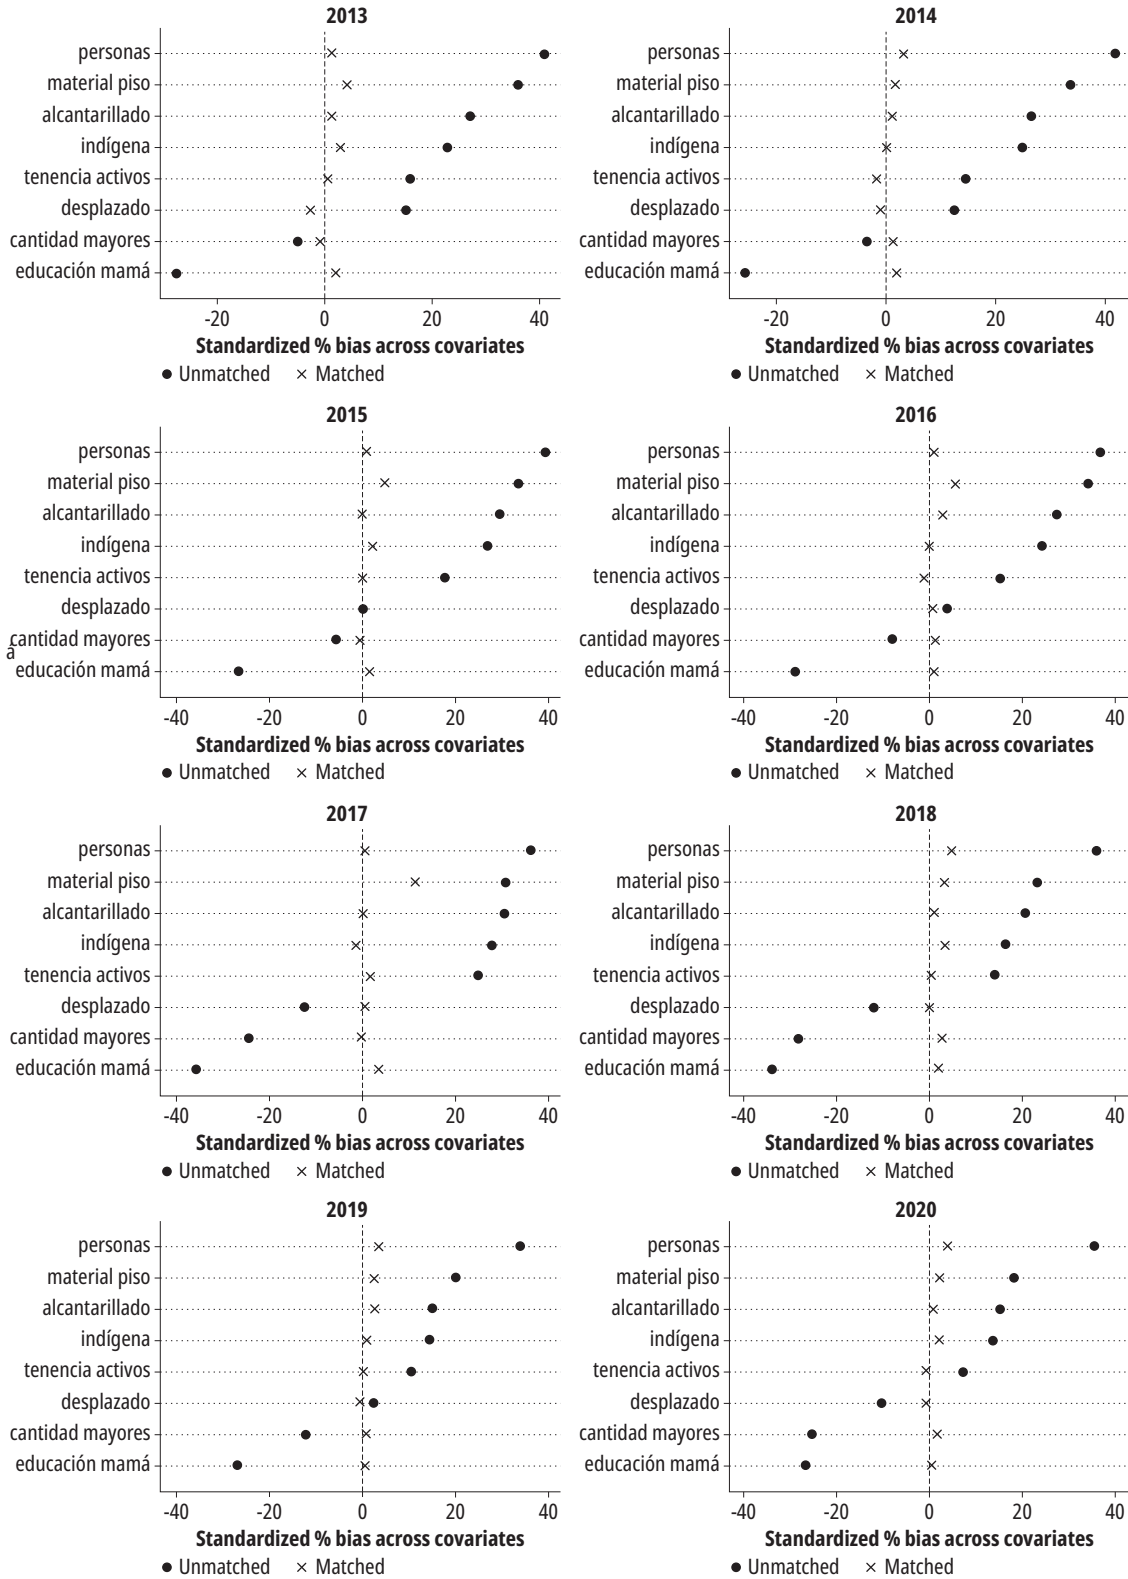 2013
personas
material piso
alcantarillado
indígena
tenencia activos
desplazado
cantidad mayores
educación mamá
-20 0 20 40
Standardized % bias across covariates
Unmatched × Matched
2014
personas
material piso
alcantarillado
indígena
tenencia activos
desplazado
cantidad mayores
educación mamá
-20 0 20 40
Standardized % bias across covariates
Unmatched × Matched
2015
personas
material piso
alcantarillado
indígena
tenencia activos
desplazado
cantidad mayores
á
educación mamá
-40 -20 0 20 40
Standardized % bias across covariates
Unmatched × Matched
2016
personas
material piso
alcantarillado
indígena
tenencia activos
desplazado
cantidad mayores
educación mamá
-40 -20 0 20 40
Standardized % bias across covariates
Unmatched × Matched
2017
personas
material piso
alcantarillado
indígena
tenencia activos
desplazado
cantidad mayores
educación mamá
-40 -20 0 20 40
Standardized % bias across covariates
Unmatched × Matched
2018
personas
material piso
alcantarillado
indígena
tenencia activos
desplazado
cantidad mayores
educación mamá
-40 -20 0 20 40
Standardized % bias across covariates
Unmatched × Matched
2019
personas
material piso
alcantarillado
indígena
tenencia activos
desplazado
cantidad mayores
educación mamá
-40 -20 0 20 40
Standardized % bias across covariates
Unmatched × Matched
2020
personas
material piso
alcantarillado
indígena
tenencia activos
desplazado
cantidad mayores
educación mamá
-40 -20 0 20 40
Standardized % bias across covariates
Unmatched × Matched